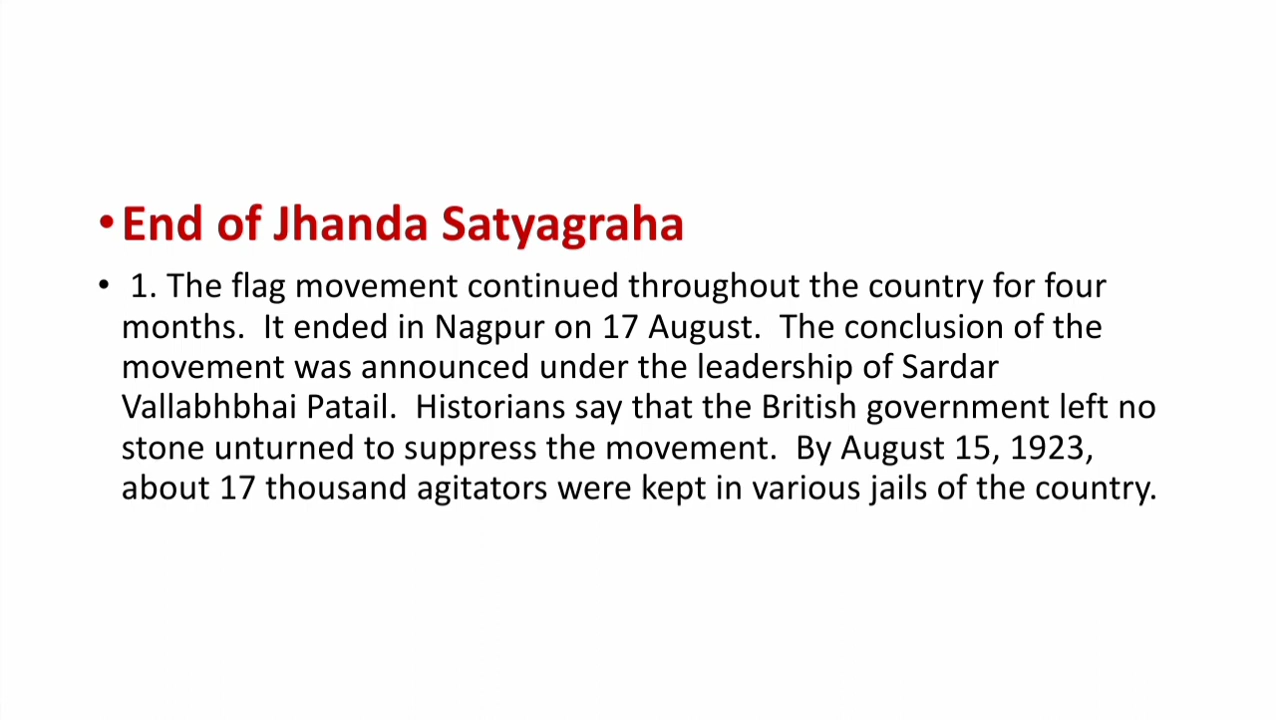 •End of Jhanda Satyagraha
• 1. The flag movement continued throughout the country for four
months.  It ended in Nagpur on 17 August.  The conclusion of the
movement was announced under the leadership of Sardar
Vallabhbhai Patail.  Historians say that the British government left no
stone unturned to suppress the movement.  By August 15, 1923,
about 17 thousand agitators were kept in various jails of the country.